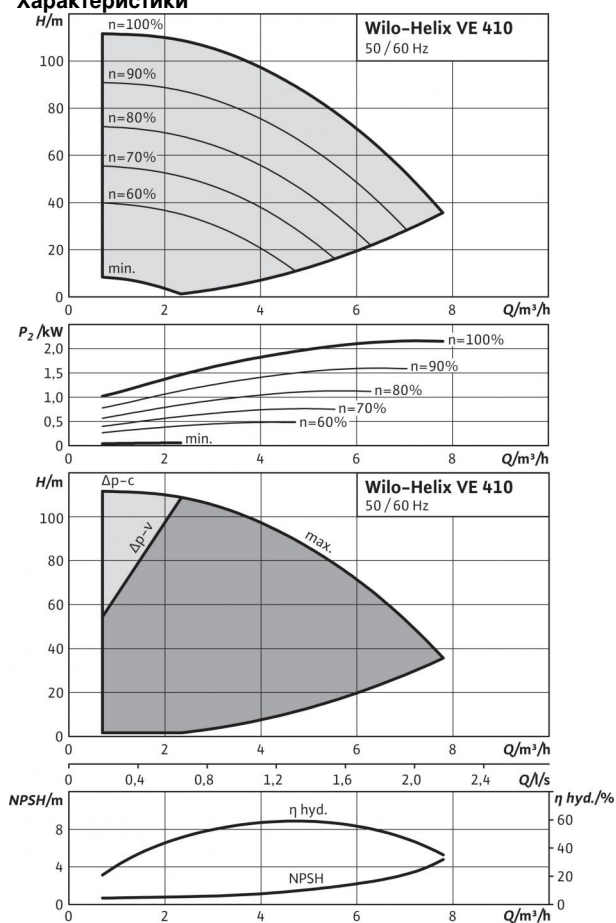 Характеристики
H/m
n=100%
Wilo-Helix VE 410
50 / 60 Hz
100
n=90%
80
n=80%
60
n=70%
40
n=60%
20
min.
0
0 2 4 6 8 Q/m³/h
P₂ /kW
2,0
n=100%
1,5
n=90%
1,0
n=80%
0,5
n=70%
n=60%
0
min.
0 2 4 6 8 Q/m³/h
H/m
Δp-c
Wilo-Helix VE 410
50 / 60 Hz
100
Δp-v
max.
80
60
40
20
0
0 2 4 6 8 Q/m³/h
0 0,4 0,8 1,2 1,6 2,0 2,4 Q/l/s
NPSH/m
η hyd./%
η hyd.
8
4
0
60
40
20
0
NPSH
0 2 4 6 8 Q/m³/h